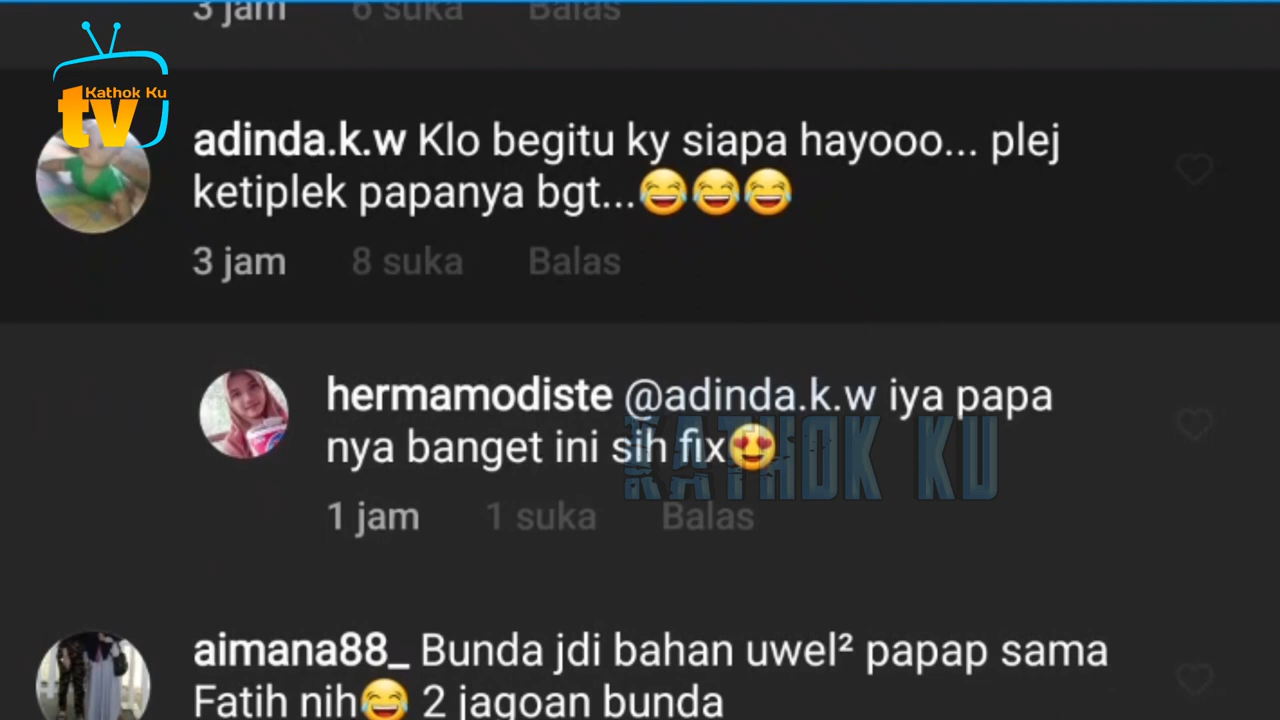 3 jam 6 suka Balas
Kathok Ku
tv
adinda.k.w Klo begitu ky siapa hayooo... plej
ketiplek papanya bgt...😂😂😂
3 jam 8 suka Balas
hermamodiste @adinda.k.w iya papa
nya banget ini sih fix😍
KATHOK KU
1 jam 1 suka Balas
aimana88_ Bunda jdi bahan uwel² papap sama
Fatih nih😂 2 jagoan bunda